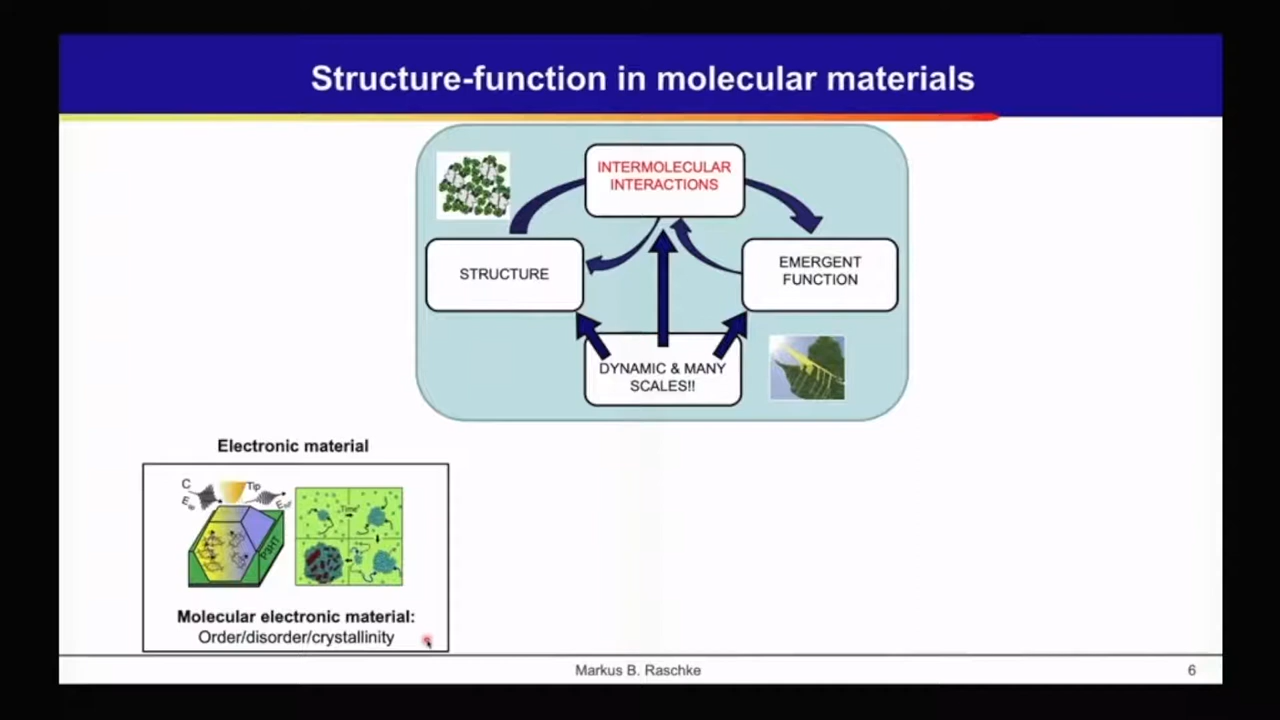 Structure-function in molecular materials
INTERMOLECULAR
INTERACTIONS
STRUCTURE
EMERGENT
FUNCTION
DYNAMIC & MANY
SCALES!!
Electronic material
C
Tip
Time
P3HT
Molecular electronic material:
Order/disorder/crystallinity
Markus B. Raschke
6